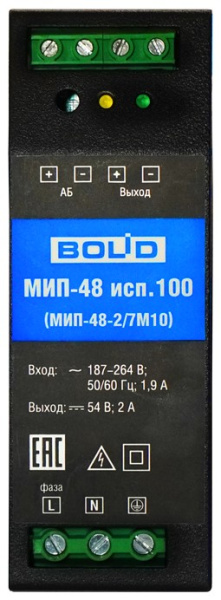 + - + -
АБ Выход
BOLID
МИП-48 исп.100
(МИП-48-2/7М10)
Вход: ~ 187–264 В;
50/60 Гц; 1,9 А
Выход: ⎓ 54 В; 2 А
EAC
фаза
L N